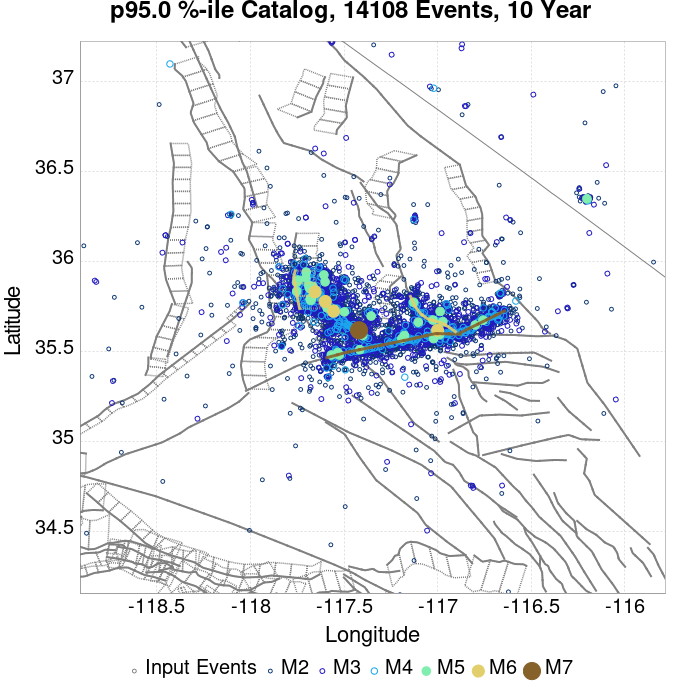 p95.0 %-ile Catalog, 14108 Events, 10 Year
37
36.5
36
35.5
35
34.5
Latitude
-118.5 -118 -117.5 -117 -116.5 -116
Longitude
Input Events M2 M3 M4 M5 M6 M7